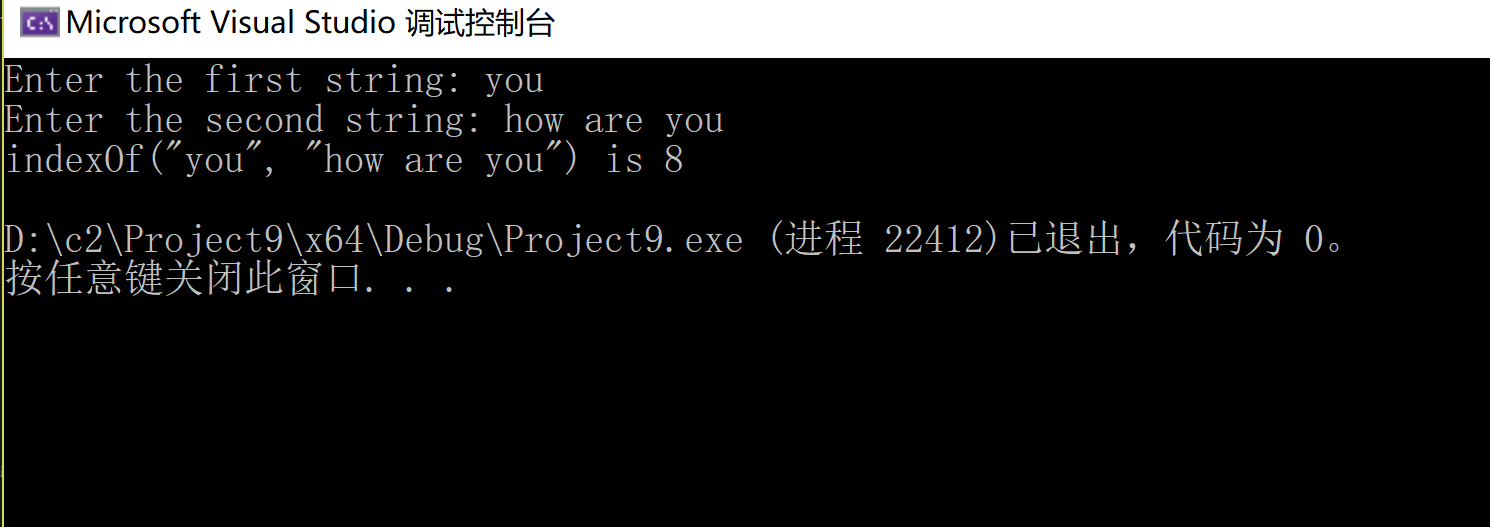 Microsoft Visual Studio 调试控制台
Enter the first string: you
Enter the second string: how are you
indexOf("you", "how are you") is 8
D:\c2\Project9\x64\Debug\Project9.exe (进程 22412)已退出，代码为 0。
按任意键关闭此窗口. . .